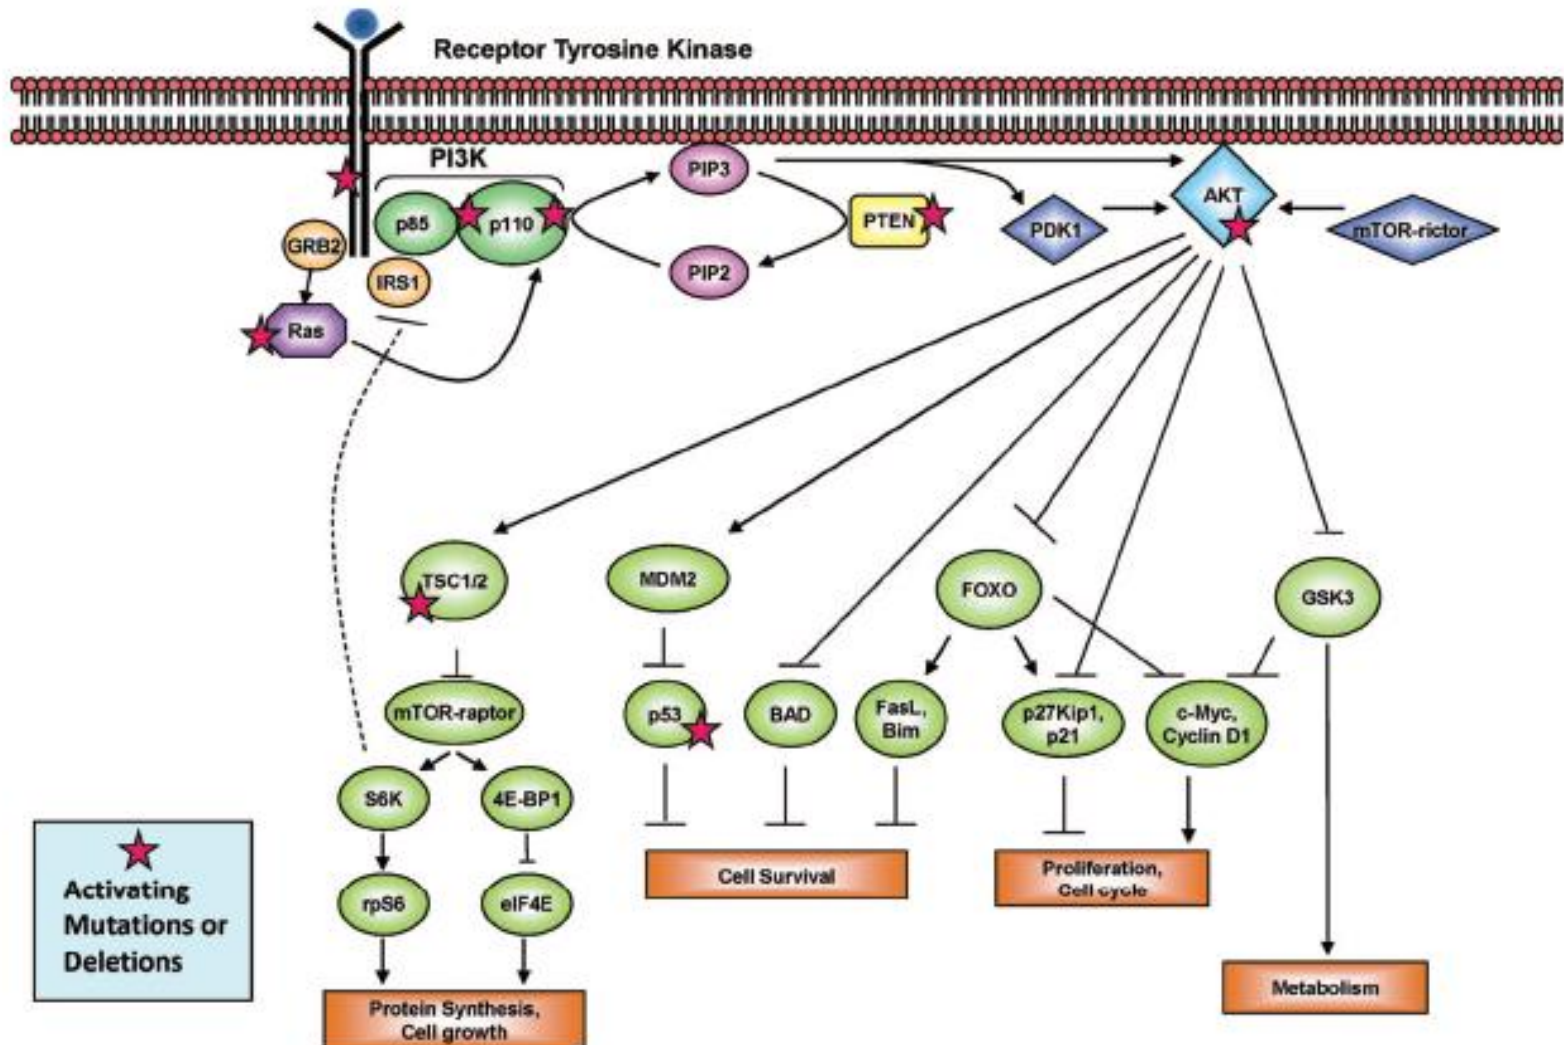 Receptor Tyrosine Kinase
PI3K
PIP3
AKT
p85
p110
PTEN
PDK1
mTOR-rictor
GRB2
IRS1
PIP2
Ras
TSC1/2
MDM2
FOXO
GSK3
mTOR-raptor
p53
BAD
FasL,
Bim
p27Kip1,
p21
c-Myc,
Cyclin D1
S6K
4E-BP1
rpS6
eIF4E
Cell Survival
Proliferation,
Cell cycle
Metabolism
Protein Synthesis,
Cell growth
Activating
Mutations or
Deletions